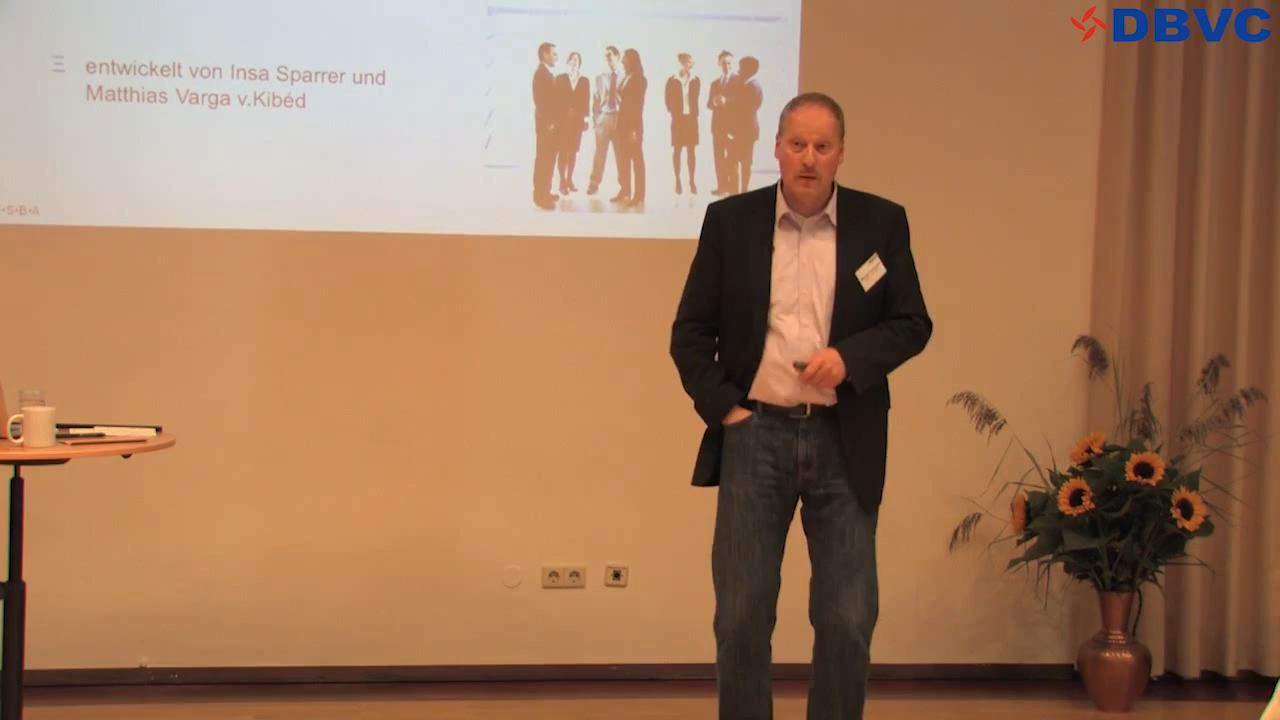 DBVC
entwickelt von Insa Sparrer und
Matthias Varga v.Kibéd
S•B•A